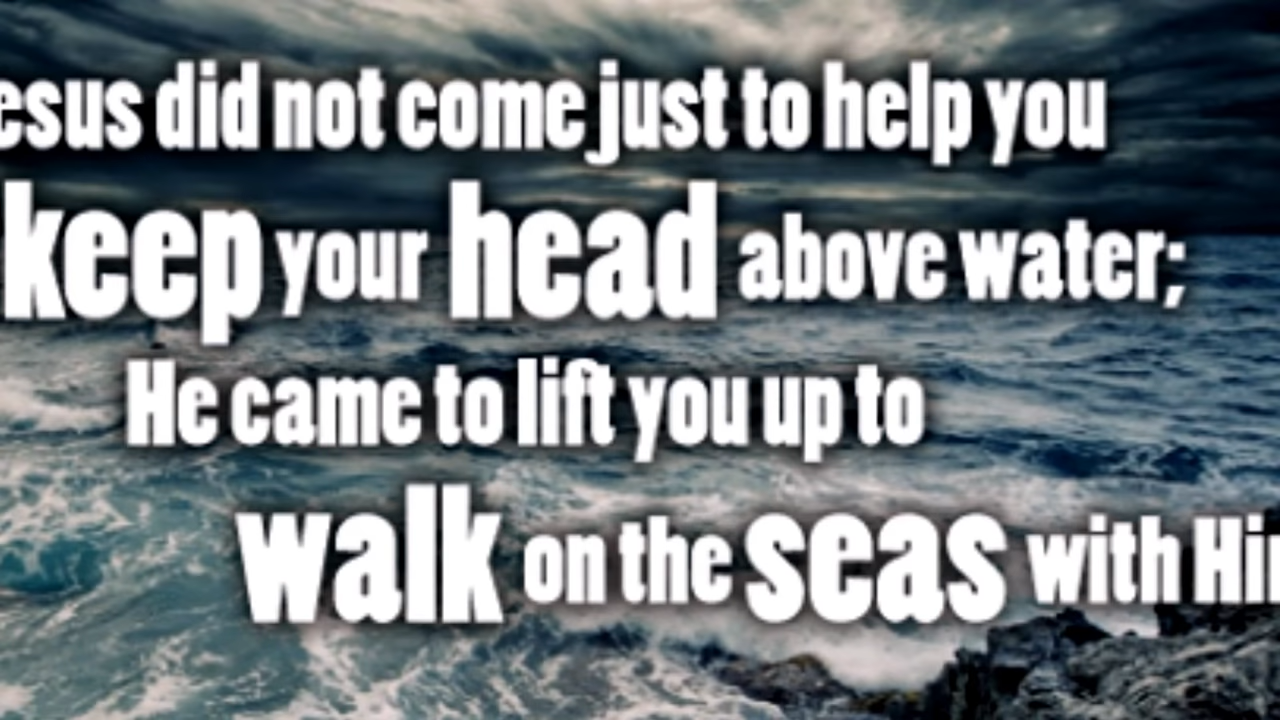 esus did not come just to help you
keep your head above water;
He came to lift you up to
walk on the seas with Hi